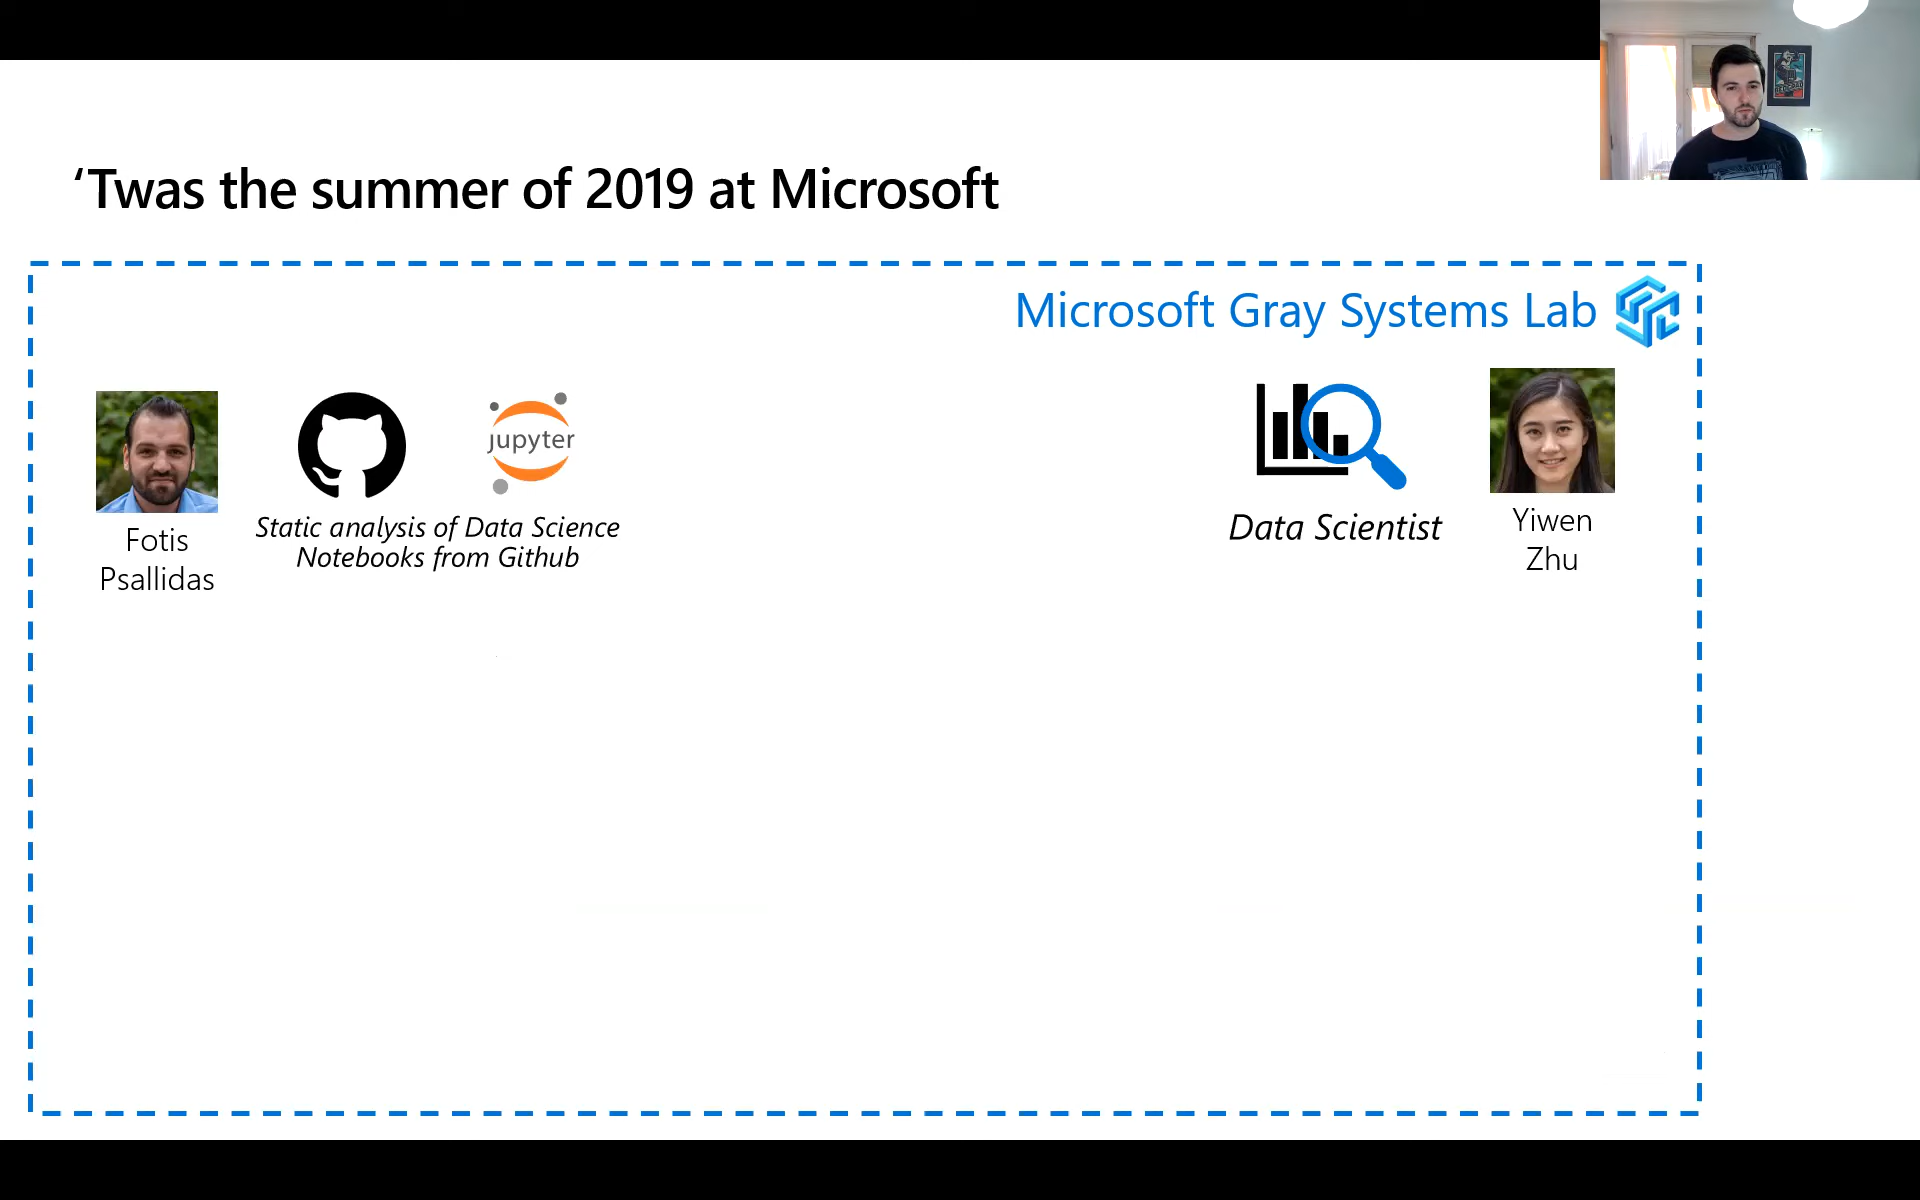 ‘Twas the summer of 2019 at Microsoft
Microsoft Gray Systems Lab
jupyter
Static analysis of Data Science
Notebooks from Github
Fotis
Psallidas
Data Scientist
Yiwen
Zhu